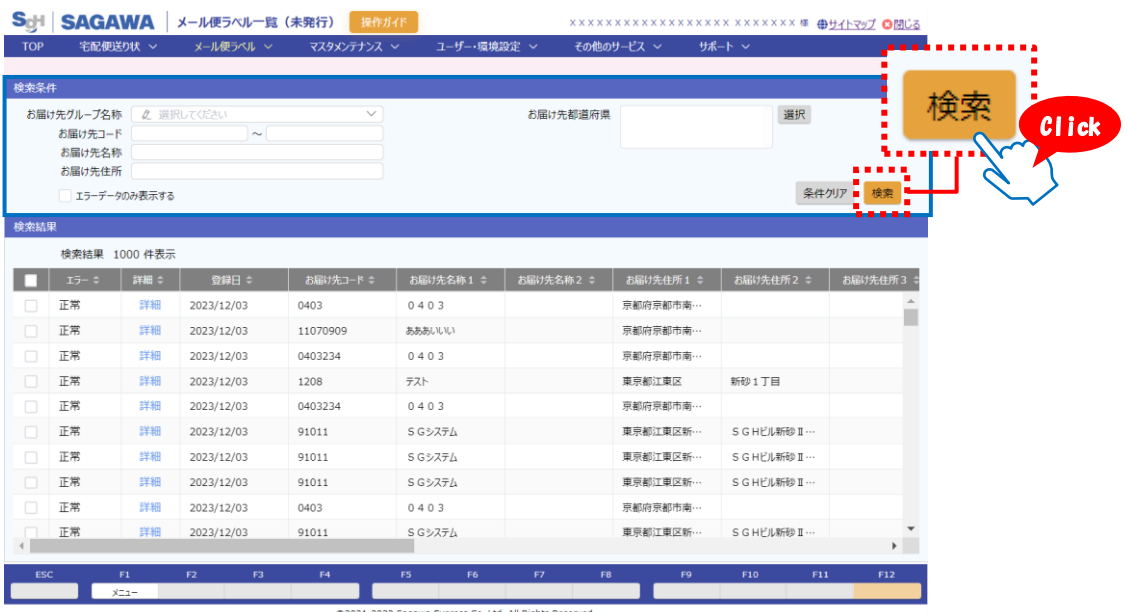 SGH SAGAWA メール便ラベル一覧（未発行） 操作ガイド ×××××××××××××××××× ××××××× 様 サイトマップ 閉じる
TOP 宅配便送り状 メール便ラベル マスタメンテナンス ユーザー・環境設定 その他のサービス サポート
検索条件
お届け先グループ名称 選択してください お届け先都道府県 選択
お届け先コード ～
お届け先名称
お届け先住所
エラーデータのみ表示する 条件クリア 検索
検索
Click
検索結果
検索結果 1000 件表示
エラー 詳細 登録日 お届け先コード お届け先名称１ お届け先名称２ お届け先住所１ お届け先住所２ お届け先住所３
正常 詳細 2023/12/03 0403 ０４０３ 京都府京都市南…
正常 詳細 2023/12/03 11070909 あああいいい 京都府京都市南…
正常 詳細 2023/12/03 0403234 ０４０３ 京都府京都市南…
正常 詳細 2023/12/03 1208 テスト 東京都江東区 新砂１丁目
正常 詳細 2023/12/03 0403234 ０４０３ 京都府京都市南…
正常 詳細 2023/12/03 91011 ＳＧシステム 東京都江東区新… ＳＧＨビル新砂Ⅱ…
正常 詳細 2023/12/03 91011 ＳＧシステム 東京都江東区新… ＳＧＨビル新砂Ⅱ…
正常 詳細 2023/12/03 91011 ＳＧシステム 東京都江東区新… ＳＧＨビル新砂Ⅱ…
正常 詳細 2023/12/03 0403 ０４０３ 京都府京都市南…
正常 詳細 2023/12/03 91011 ＳＧシステム 東京都江東区新… ＳＧＨビル新砂Ⅱ…
ESC F1 F2 F3 F4 F5 F6 F7 F8 F9 F10 F11 F12
メニュー